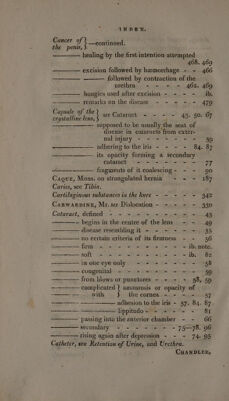 INDEX.
Cancer of the penis, } —continued.
——— healing by the first intention attempted
468. 469
——— excision followed by hæmorrhage - - 466
——— followed by contraction of the
urethra - - - - 462. 469
——— bougies used after excision - - - - - ib.
——— remarks on the disease - - - - - - 479
Capsule of the crystalline lens, } see Cataract - - - - - 45. 50. 67
——— supposed to be usually the seat of
disease in cataracts from exter-
nal injury - - - - - - - - 59
——— adhering to the iris - - - - - 84. 87
——— its opacity forming a secondary
cataract - - - - - - - 77
——— fragments of it coalescing - - - 90
CAQUE, Mons. on strangulated hernia - - - 187
Caries, see Tibia.
Cartilaginous substances in the knee - - - - - 342
CARWARDINE, Mr. see Dislocation - - - - - 330
Cataract, defined - - - - - - - - - - - 43
——— begins in the centre of the lens - - - - 49
——— disease resembling it - - - - - - - 35
——— no certain criteria of its firmness - - - 36
——— firm - - - - - - - - - - - ib. note.
——— soft - - - - - - - - - - - ib. 82
——— in one eye only - - - - - - - - 58
——— congenital - - - - - - - - - - 59
——— from blows or punctures - - - - - 58, 59
——— complicated with } amaurosis or opacity of
the cornea - - - - - 57
——— adhesion to the iris - 57. 84. 87
——— lippitudo - - - - - - - 81
——— passing into the anterior chamber - - 66
——— secondary - - - - - - - 75—78. 96
——— rising again after depression - - - - 74. 95
Catheter, see Retention of Urine, and Urethra.
CHANDLER,